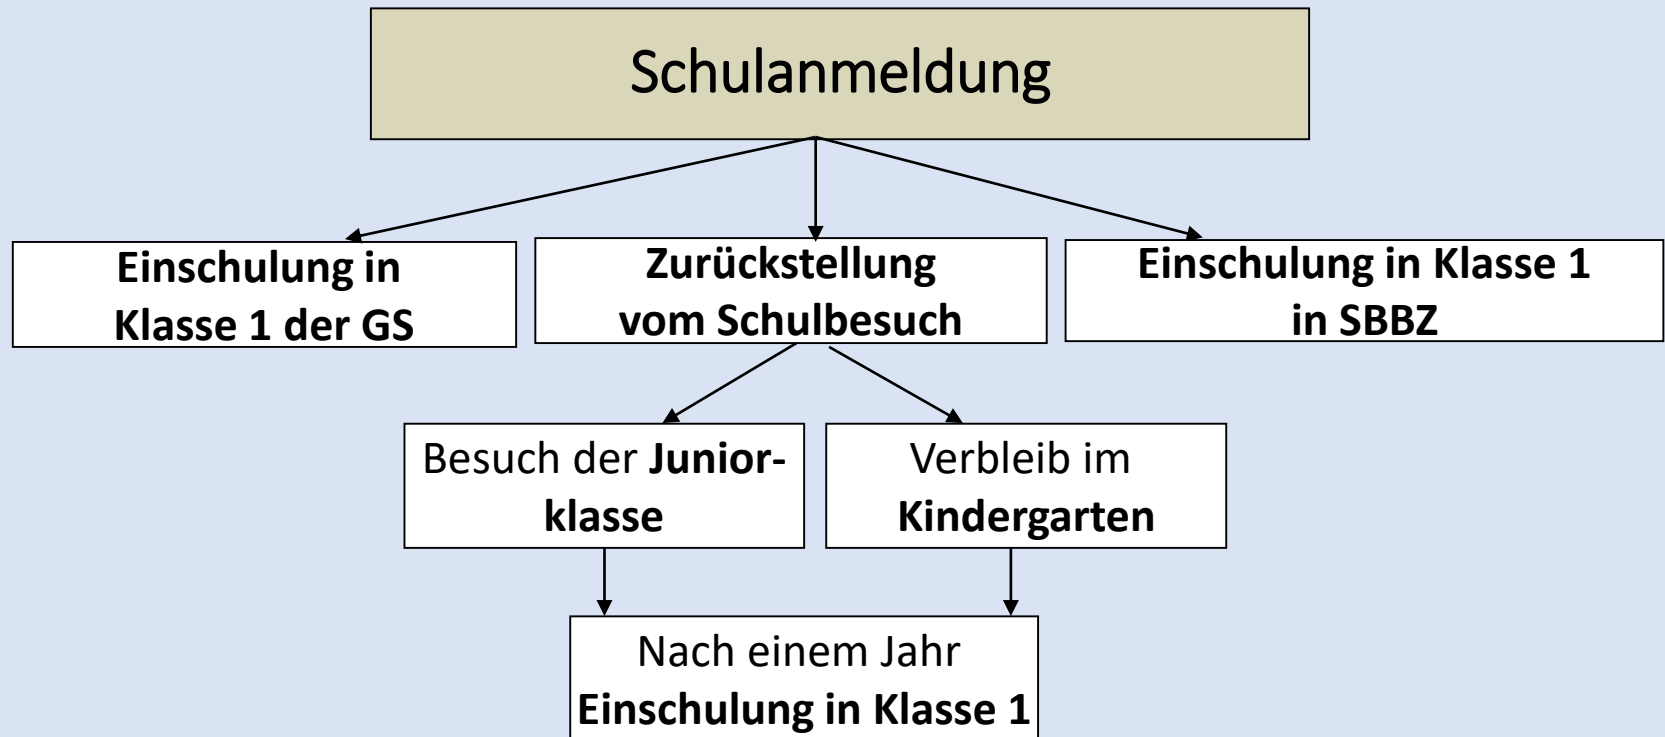 Schulanmeldung
Einschulung in
Klasse 1 der GS
Zurückstellung
vom Schulbesuch
Einschulung in Klasse 1
in SBBZ
Besuch der Junior-
klasse
Verbleib im
Kindergarten
Nach einem Jahr
Einschulung in Klasse 1